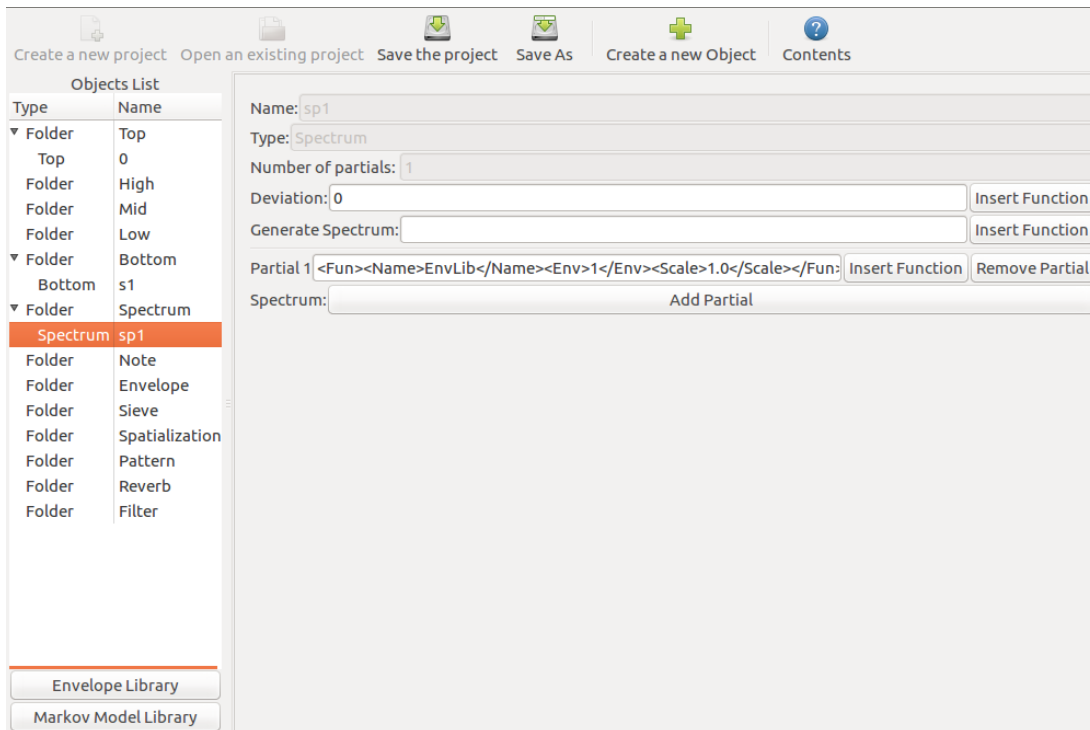 Create a new project Open an existing project Save the project Save As Create a new Object Contents
Objects List
Type Name
Folder Top
Top 0
Folder High
Folder Mid
Folder Low
Folder Bottom
Bottom s1
Folder Spectrum
Spectrum sp1
Folder Note
Folder Envelope
Folder Sieve
Folder Spatialization
Folder Pattern
Folder Reverb
Folder Filter
Envelope Library
Markov Model Library
Name: sp1
Type: Spectrum
Number of partials: 1
Deviation: 0 Insert Function
Generate Spectrum: Insert Function
Partial 1 <Fun><Name>EnvLib</Name><Env>1</Env><Scale>1.0</Scale></Fun> Insert Function Remove Partial
Spectrum: Add Partial